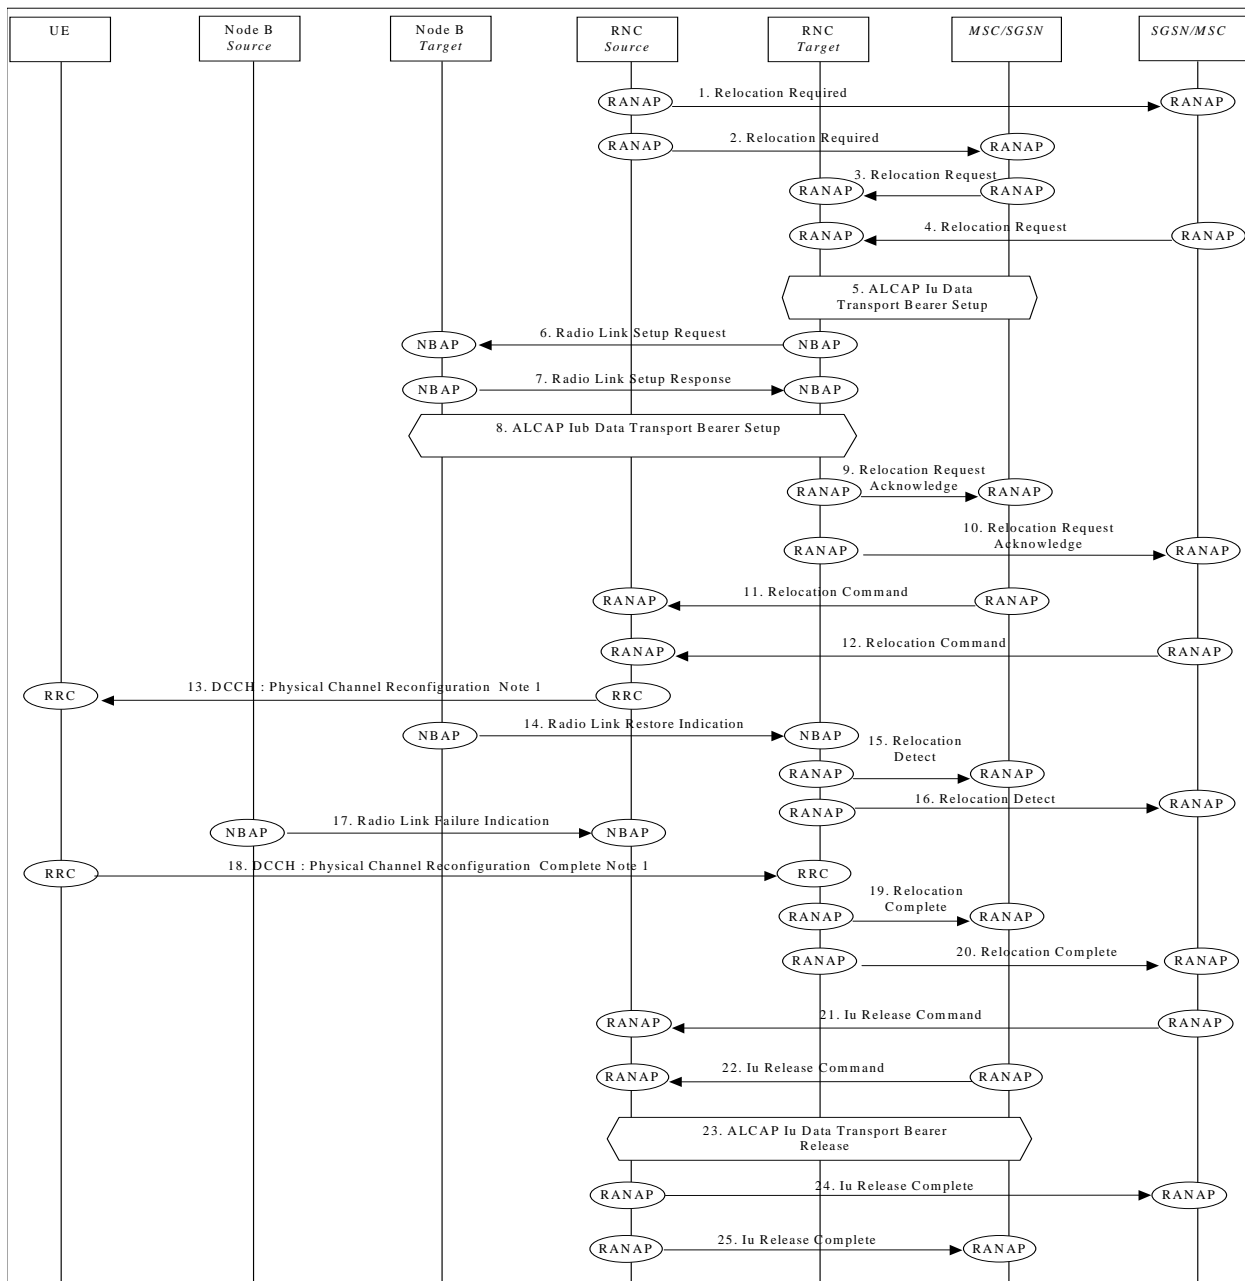 UE
Node B
Source
Node B
Target
RNC
Source
RNC
Target
MSC/SGSN
SGSN/MSC
RANAP
1. Relocation Required
RANAP
RANAP
2. Relocation Required
RANAP
RANAP
3. Relocation Request
RANAP
RANAP
4. Relocation Request
RANAP
5. ALCAP Iu Data
Transport Bearer Setup
NBAP
6. Radio Link Setup Request
NBAP
NBAP
7. Radio Link Setup Response
NBAP
8. ALCAP Iub Data Transport Bearer Setup
RANAP
9. Relocation Request
Acknowledge
RANAP
RANAP
10. Relocation Request
Acknowledge
RANAP
RANAP
11. Relocation Command
RANAP
RANAP
12. Relocation Command
RANAP
RRC
13. DCCH : Physical Channel Reconfiguration Note 1
RRC
NBAP
14. Radio Link Restore Indication
NBAP
RANAP
15. Relocation
Detect
RANAP
RANAP
16. Relocation Detect
RANAP
NBAP
17. Radio Link Failure Indication
NBAP
RRC
18. DCCH : Physical Channel Reconfiguration Complete Note 1
RRC
RANAP
19. Relocation
Complete
RANAP
RANAP
20. Relocation Complete
RANAP
RANAP
21. Iu Release Command
RANAP
RANAP
22. Iu Release Command
RANAP
23. ALCAP Iu Data Transport Bearer
Release
RANAP
24. Iu Release Complete
RANAP
RANAP
25. Iu Release Complete
RANAP